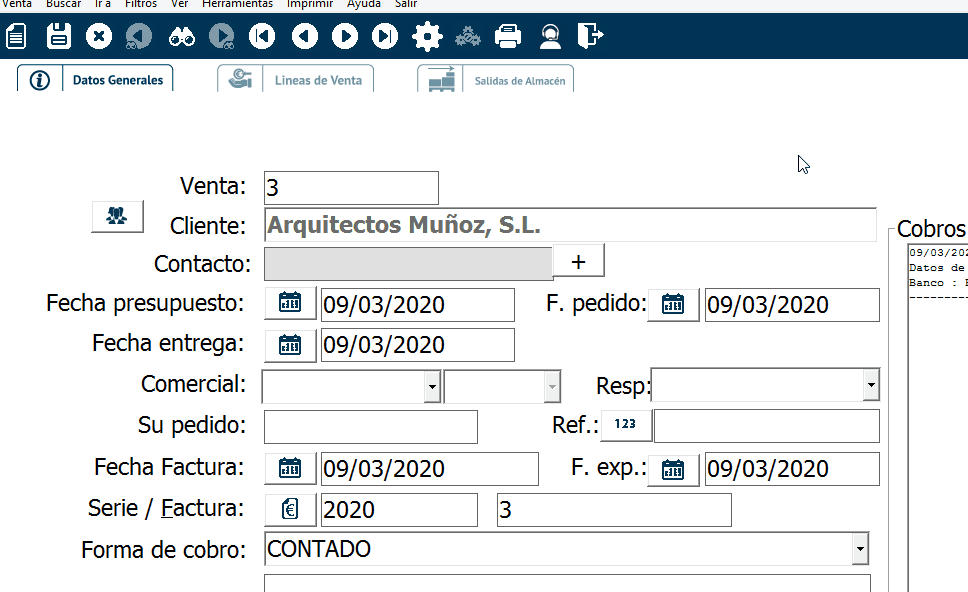 Venta Buscar Ir a Filtros Ver Herramientas Imprimir Ayuda Salir
Datos Generales Lineas de Venta Salidas de Almacén
Venta: 3
Cliente: Arquitectos Muñoz, S.L.
Cobros
Contacto: +
09/03/202
Datos de
Banco :
----------
Fecha presupuesto: 09/03/2020 F. pedido: 09/03/2020
Fecha entrega: 09/03/2020
Comercial: Resp:
Su pedido: Ref.: 123
Fecha Factura: 09/03/2020 F. exp.: 09/03/2020
Serie / Factura: € 2020 3
Forma de cobro: CONTADO